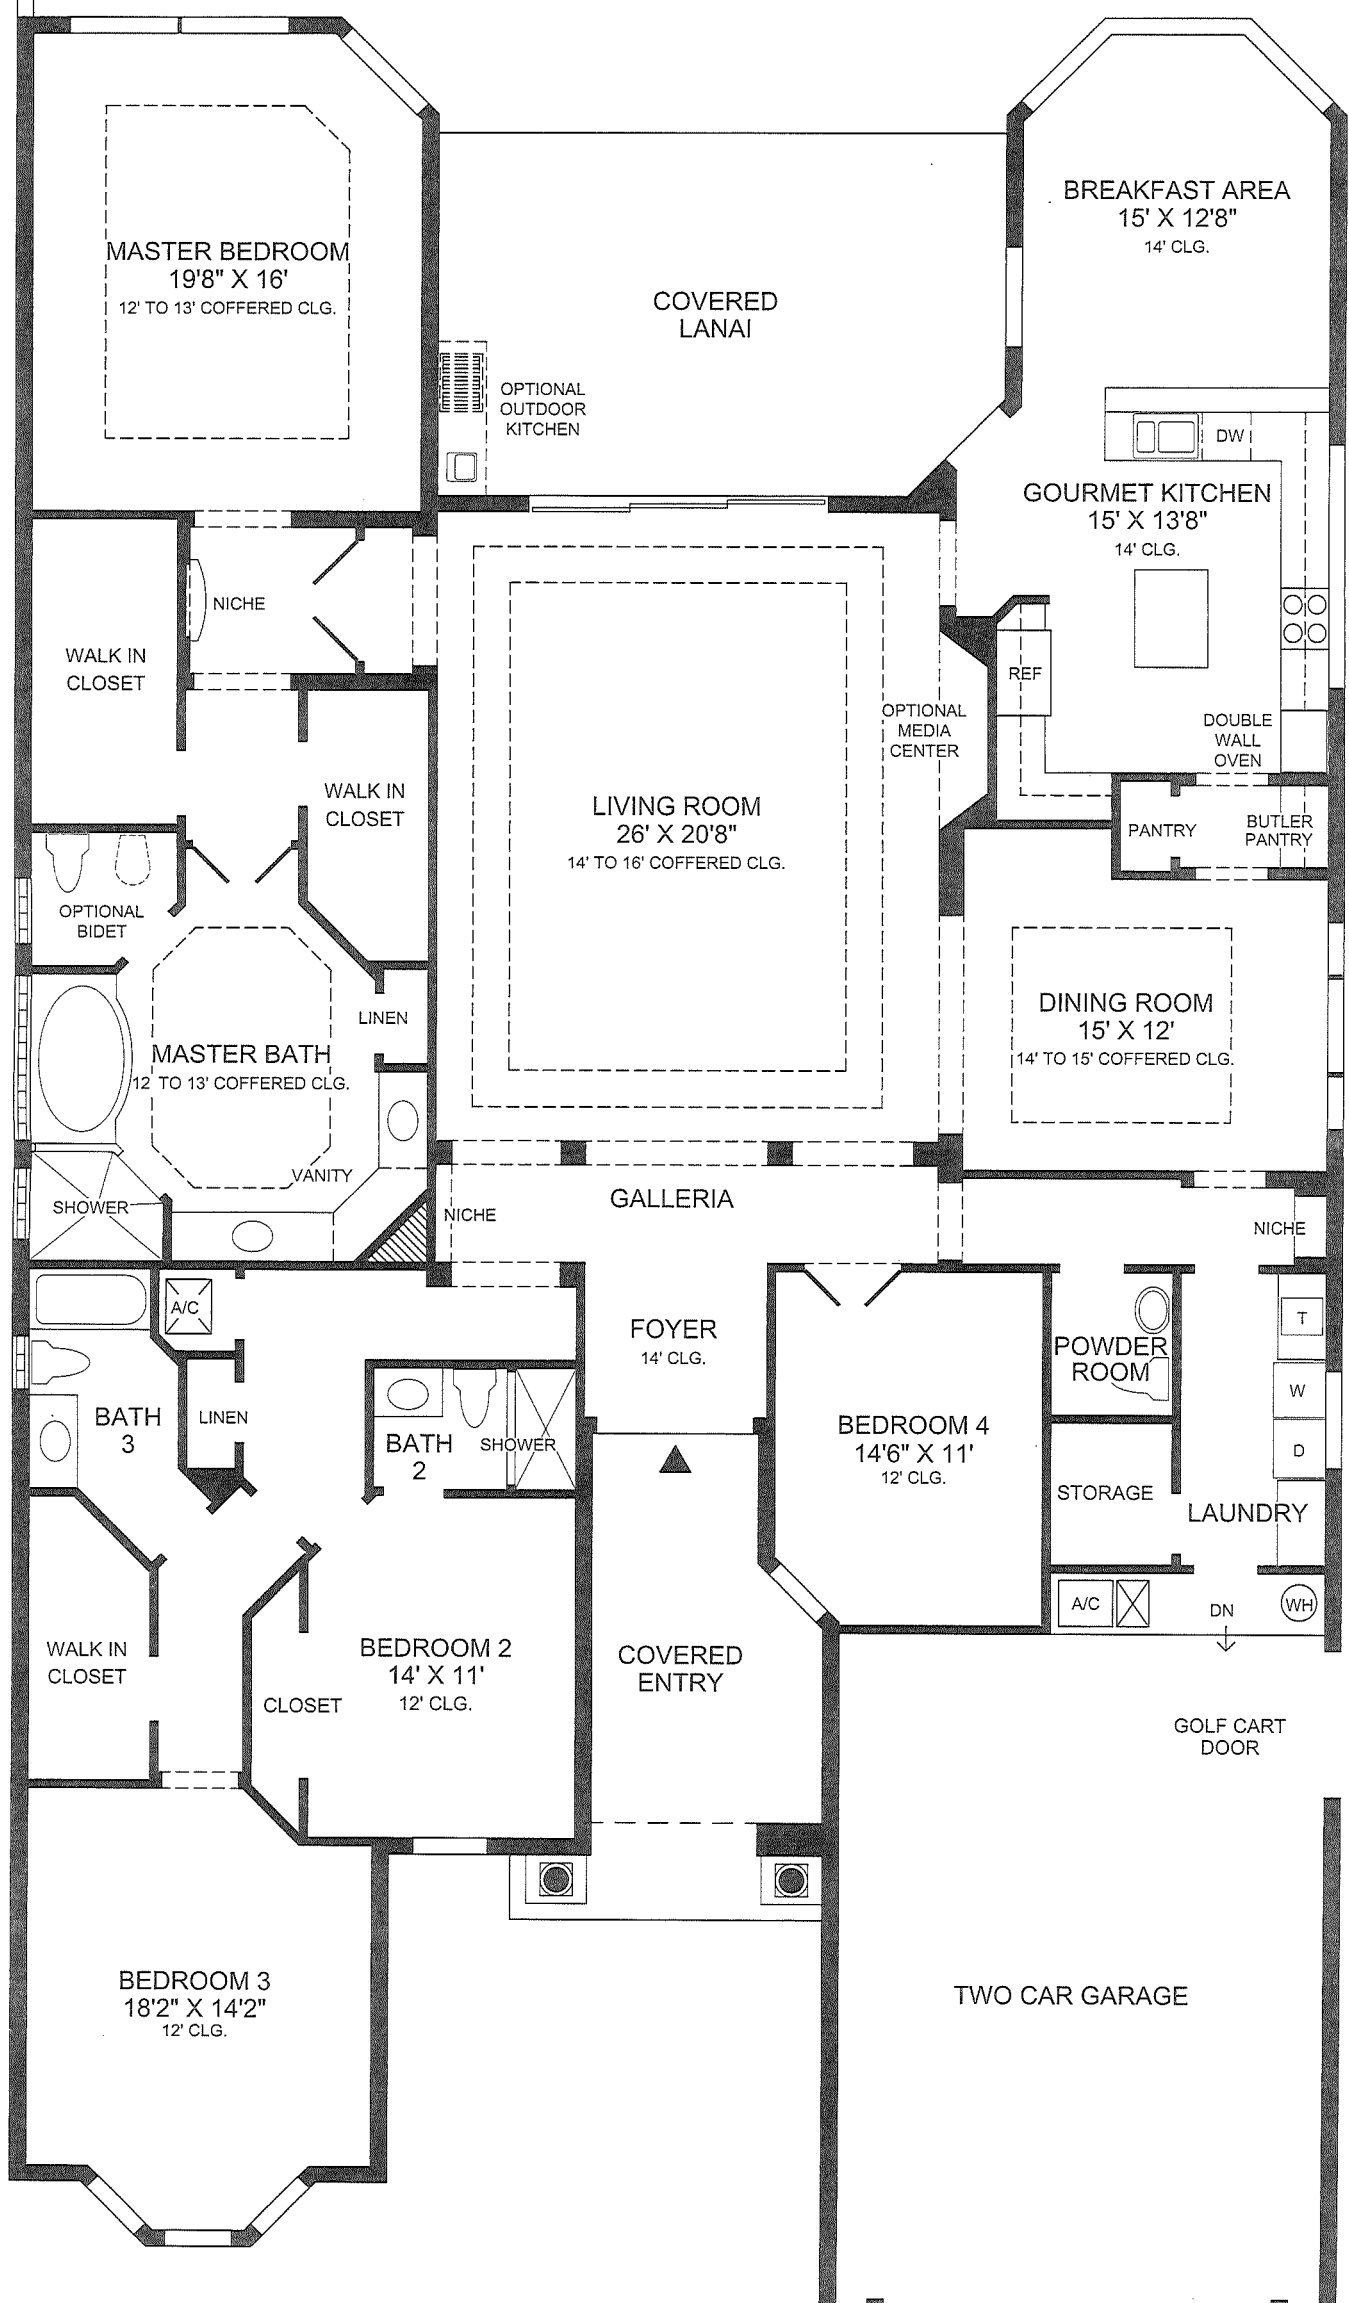 MASTER BEDROOM
19'8" X 16'
12' TO 13' COFFERED CLG.
COVERED
LANAI
OPTIONAL
OUTDOOR
KITCHEN
BREAKFAST AREA
15' X 12'8"
14' CLG.
DW
GOURMET KITCHEN
15' X 13'8"
14' CLG.
REF
DOUBLE
WALL
OVEN
PANTRY
BUTLER
PANTRY
NICHE
WALK IN
CLOSET
WALK IN
CLOSET
OPTIONAL
MEDIA
CENTER
LIVING ROOM
26' X 20'8"
14' TO 16' COFFERED CLG.
OPTIONAL
BIDET
LINEN
MASTER BATH
12 TO 13' COFFERED CLG.
VANITY
SHOWER
DINING ROOM
15' X 12'
14' TO 15' COFFERED CLG.
NICHE
GALLERIA
NICHE
A/C
LINEN
BATH
3
BATH
2
SHOWER
FOYER
14' CLG.
BEDROOM 4
14'6" X 11'
12' CLG.
POWDER
ROOM
T
W
D
STORAGE
LAUNDRY
A/C
DN
WH
WALK IN
CLOSET
CLOSET
BEDROOM 2
14' X 11'
12' CLG.
COVERED
ENTRY
GOLF CART
DOOR
BEDROOM 3
18'2" X 14'2"
12' CLG.
TWO CAR GARAGE